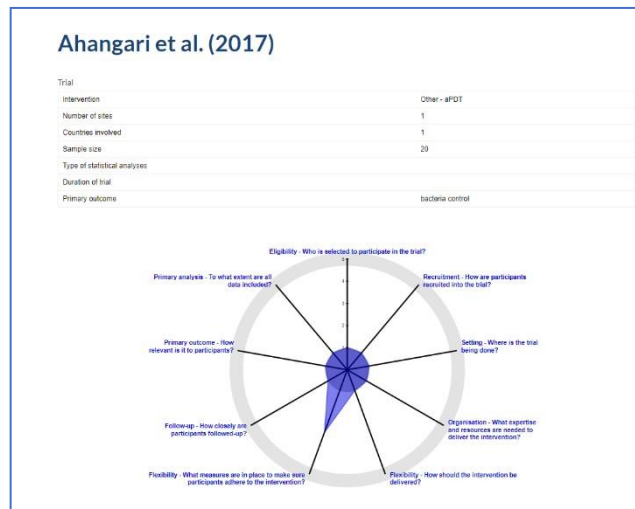 Ahangari et al. (2017)
Trial
Intervention Other - aPDT
Number of sites 1
Countries involved 1
Sample size 20
Type of statistical analyses
Duration of trial
Primary outcome bacteria control
Eligibility - Who is selected to participate in the trial?
Primary analysis - To what extent are all
data included?
Recruitment - How are participants
recruited into the trial?
5
4
3
2
1
Primary outcome - How
relevant is it to participants?
Setting - Where is the trial
being done?
Follow-up - How closely are
participants followed-up?
Organisation - What expertise
and resources are needed to
deliver the intervention?
Flexibility - What measures are in place to make sure
participants adhere to the intervention?
Flexibility - How should the intervention be
delivered?